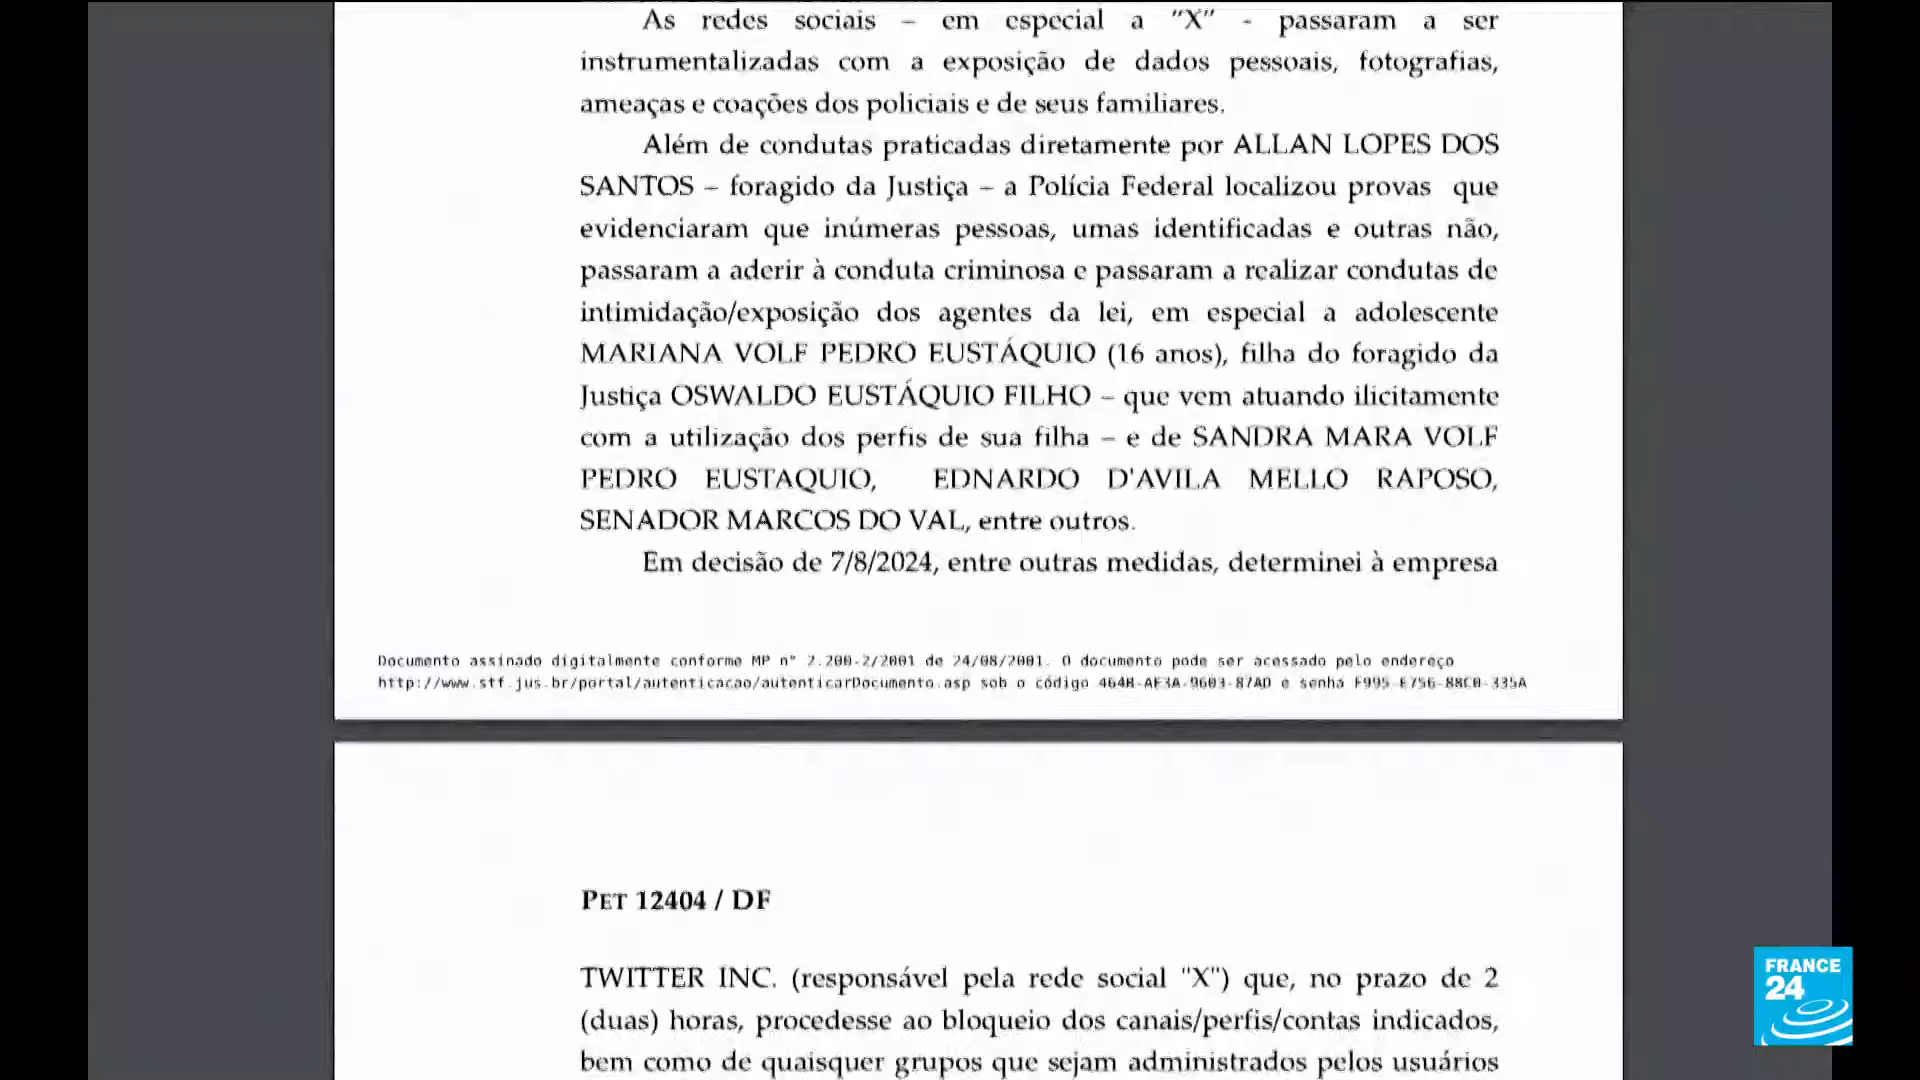 As redes sociais – em especial a "X" - passaram a ser
instrumentalizadas com a exposição de dados pessoais, fotografias,
ameaças e coações dos policiais e de seus familiares.
Além de condutas praticadas diretamente por ALLAN LOPES DOS
SANTOS – foragido da Justiça – a Polícia Federal localizou provas que
evidenciaram que inúmeras pessoas, umas identificadas e outras não,
passaram a aderir à conduta criminosa e passaram a realizar condutas de
intimidação/exposição dos agentes da lei, em especial a adolescente
MARIANA VOLF PEDRO EUSTÁQUIO (16 anos), filha do foragido da
Justiça OSWALDO EUSTÁQUIO FILHO – que vem atuando ilicitamente
com a utilização dos perfis de sua filha – e de SANDRA MARA VOLF
PEDRO EUSTAQUIO, EDNARDO D'AVILA MELLO RAPOSO,
SENADOR MARCOS DO VAL, entre outros.
Em decisão de 7/8/2024, entre outras medidas, determinei à empresa
Documento assinado digitalmente conforme MP n° 2.200-2/2001 de 24/08/2001. O documento pode ser acessado pelo endereço
http://www.stf.jus.br/portal/autenticacao/autenticarDocumento.asp sob o código e senha
PET 12404 / DF
TWITTER INC. (responsável pela rede social "X") que, no prazo de 2
(duas) horas, procedesse ao bloqueio dos canais/perfis/contas indicados,
bem como de quaisquer grupos que sejam administrados pelos usuários
FRANCE
24